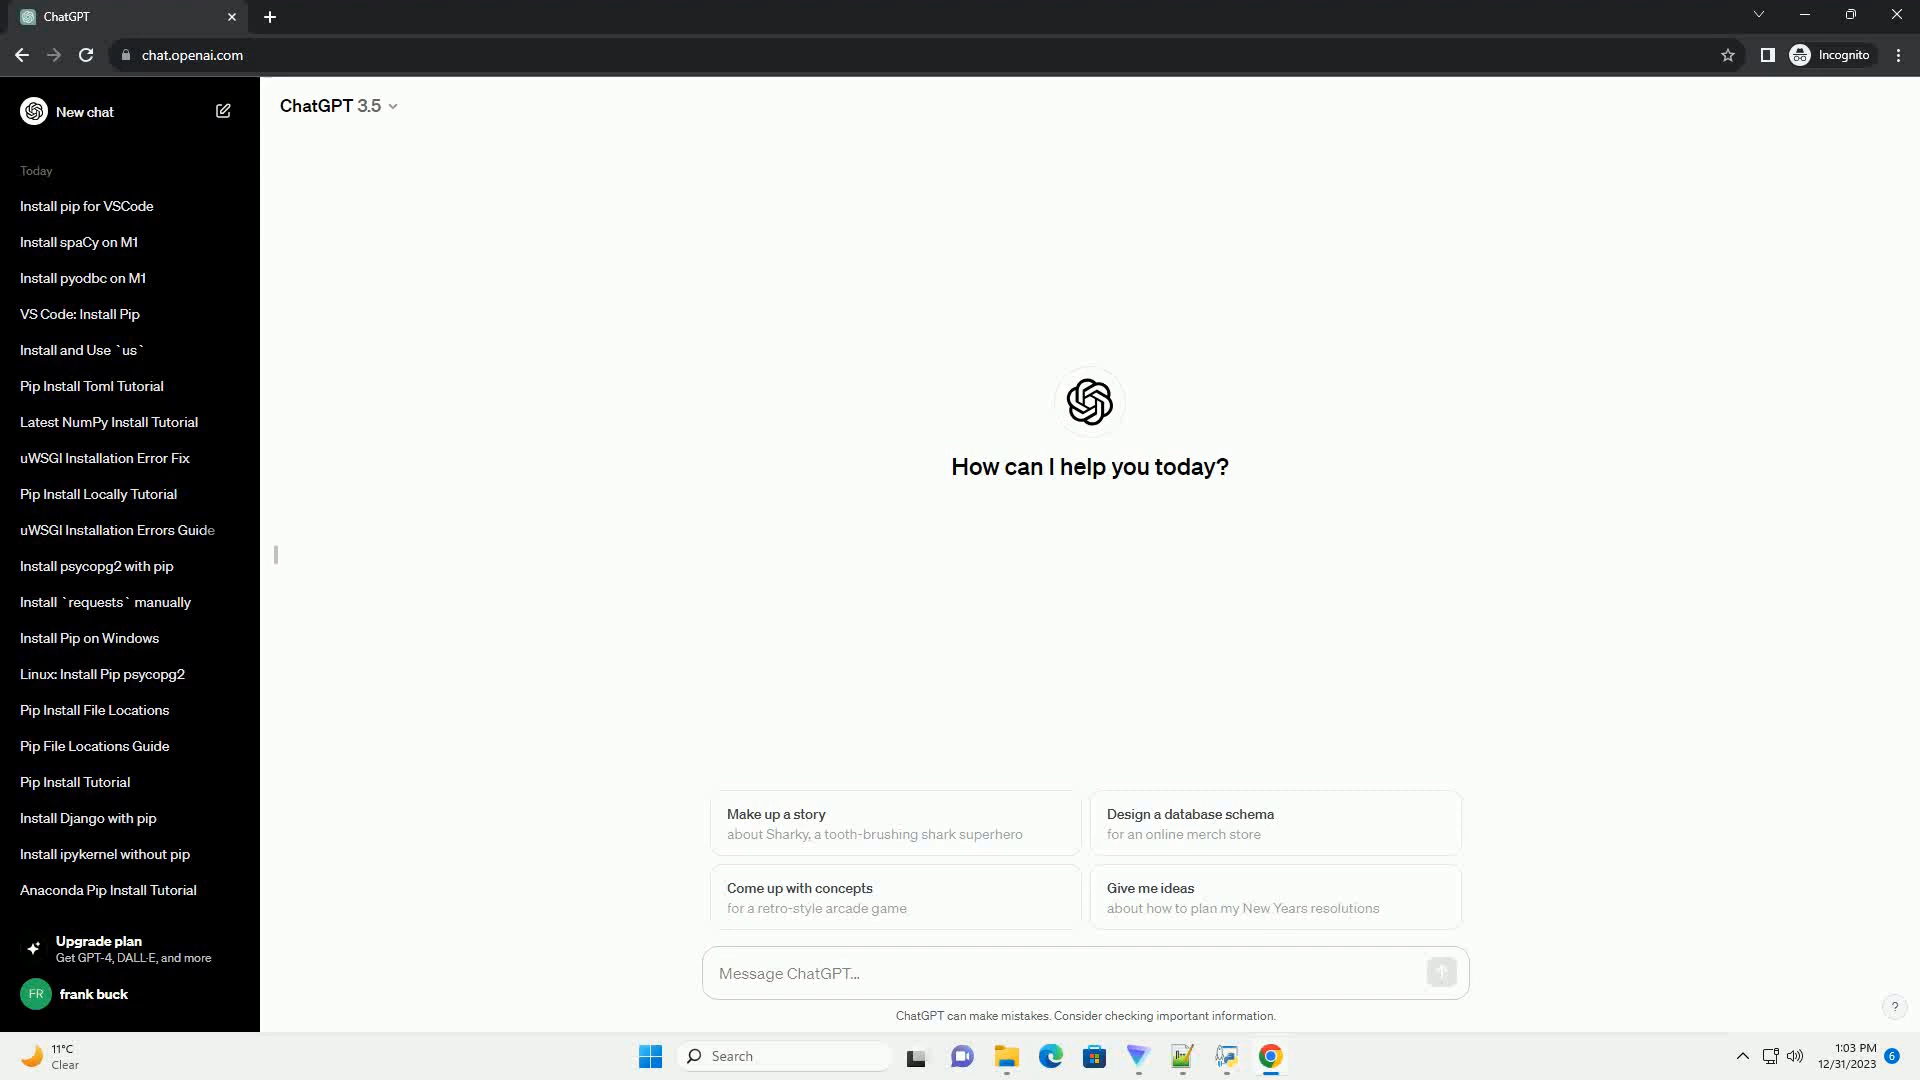 ChatGPT
chat.openai.com
Incognito
New chat
ChatGPT 3.5
Today
Install pip for VSCode
Install spaCy on M1
Install pyodbc on M1
VS Code: Install Pip
Install and Use `us`
Pip Install Toml Tutorial
Latest NumPy Install Tutorial
uWSGI Installation Error Fix
Pip Install Locally Tutorial
uWSGI Installation Errors Guide
Install psycopg2 with pip
Install `requests` manually
Install Pip on Windows
Linux: Install Pip psycopg2
Pip Install File Locations
Pip File Locations Guide
Pip Install Tutorial
Install Django with pip
Install ipykernel without pip
Anaconda Pip Install Tutorial
Upgrade plan
Get GPT-4, DALL·E, and more
FR
frank buck
How can I help you today?
Make up a story
about Sharky, a tooth-brushing shark superhero
Design a database schema
for an online merch store
Come up with concepts
for a retro-style arcade game
Give me ideas
about how to plan my New Years resolutions
Message ChatGPT...
ChatGPT can make mistakes. Consider checking important information.
?
11°C
Clear
Search
1:03 PM
12/31/2023
6